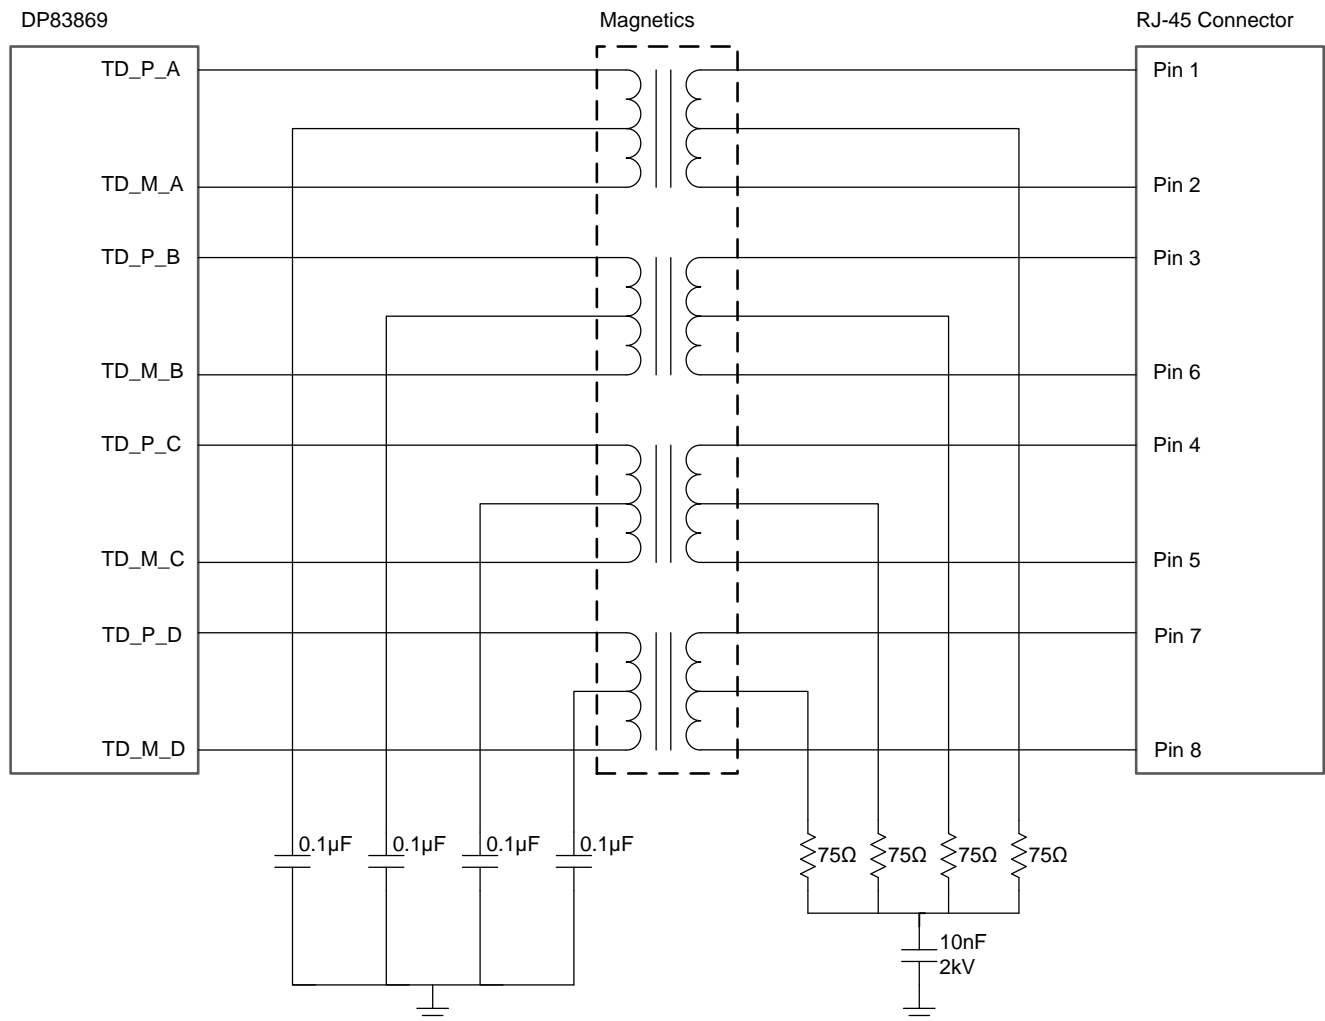 DP83869
Magnetics
RJ-45 Connector
TD_P_A
Pin 1
TD_M_A
Pin 2
TD_P_B
Pin 3
TD_M_B
Pin 6
TD_P_C
Pin 4
TD_M_C
Pin 5
TD_P_D
Pin 7
TD_M_D
Pin 8
0.1µF
0.1µF
0.1µF
0.1µF
75Ω
75Ω
75Ω
75Ω
10nF
2kV